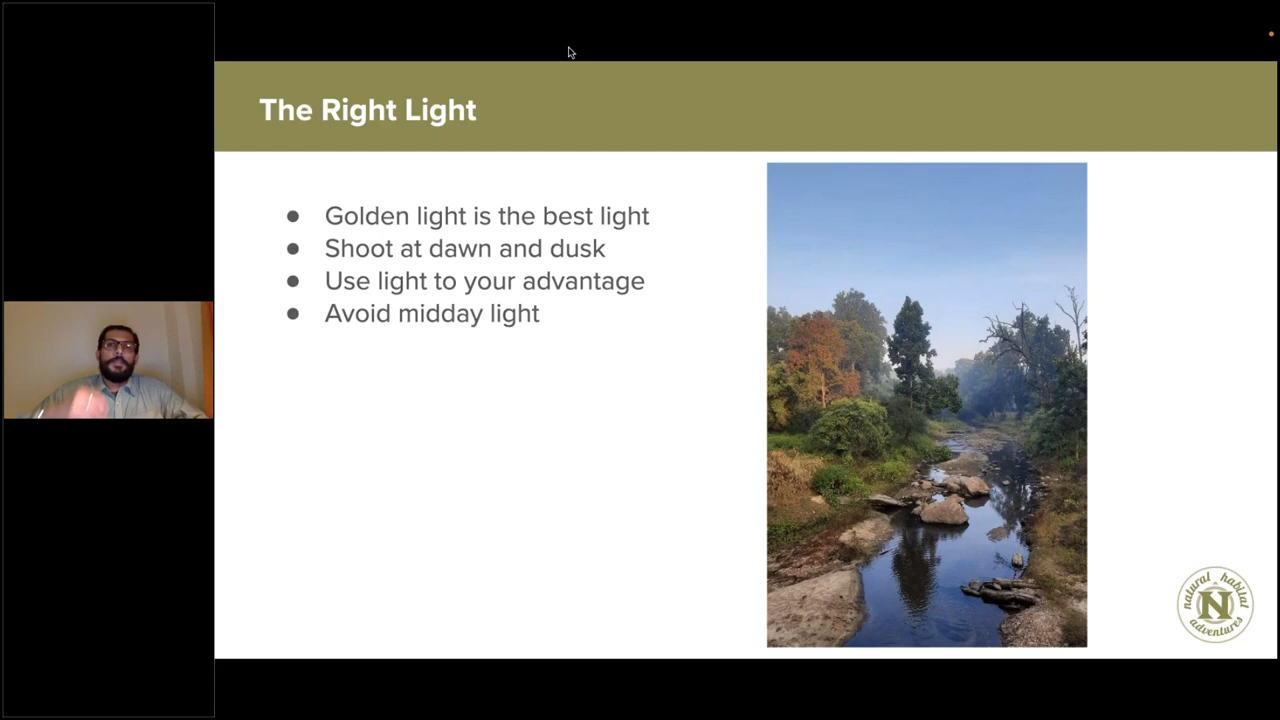 The Right Light
● Golden light is the best light
● Shoot at dawn and dusk
● Use light to your advantage
● Avoid midday light
natural habitat
N
adventures